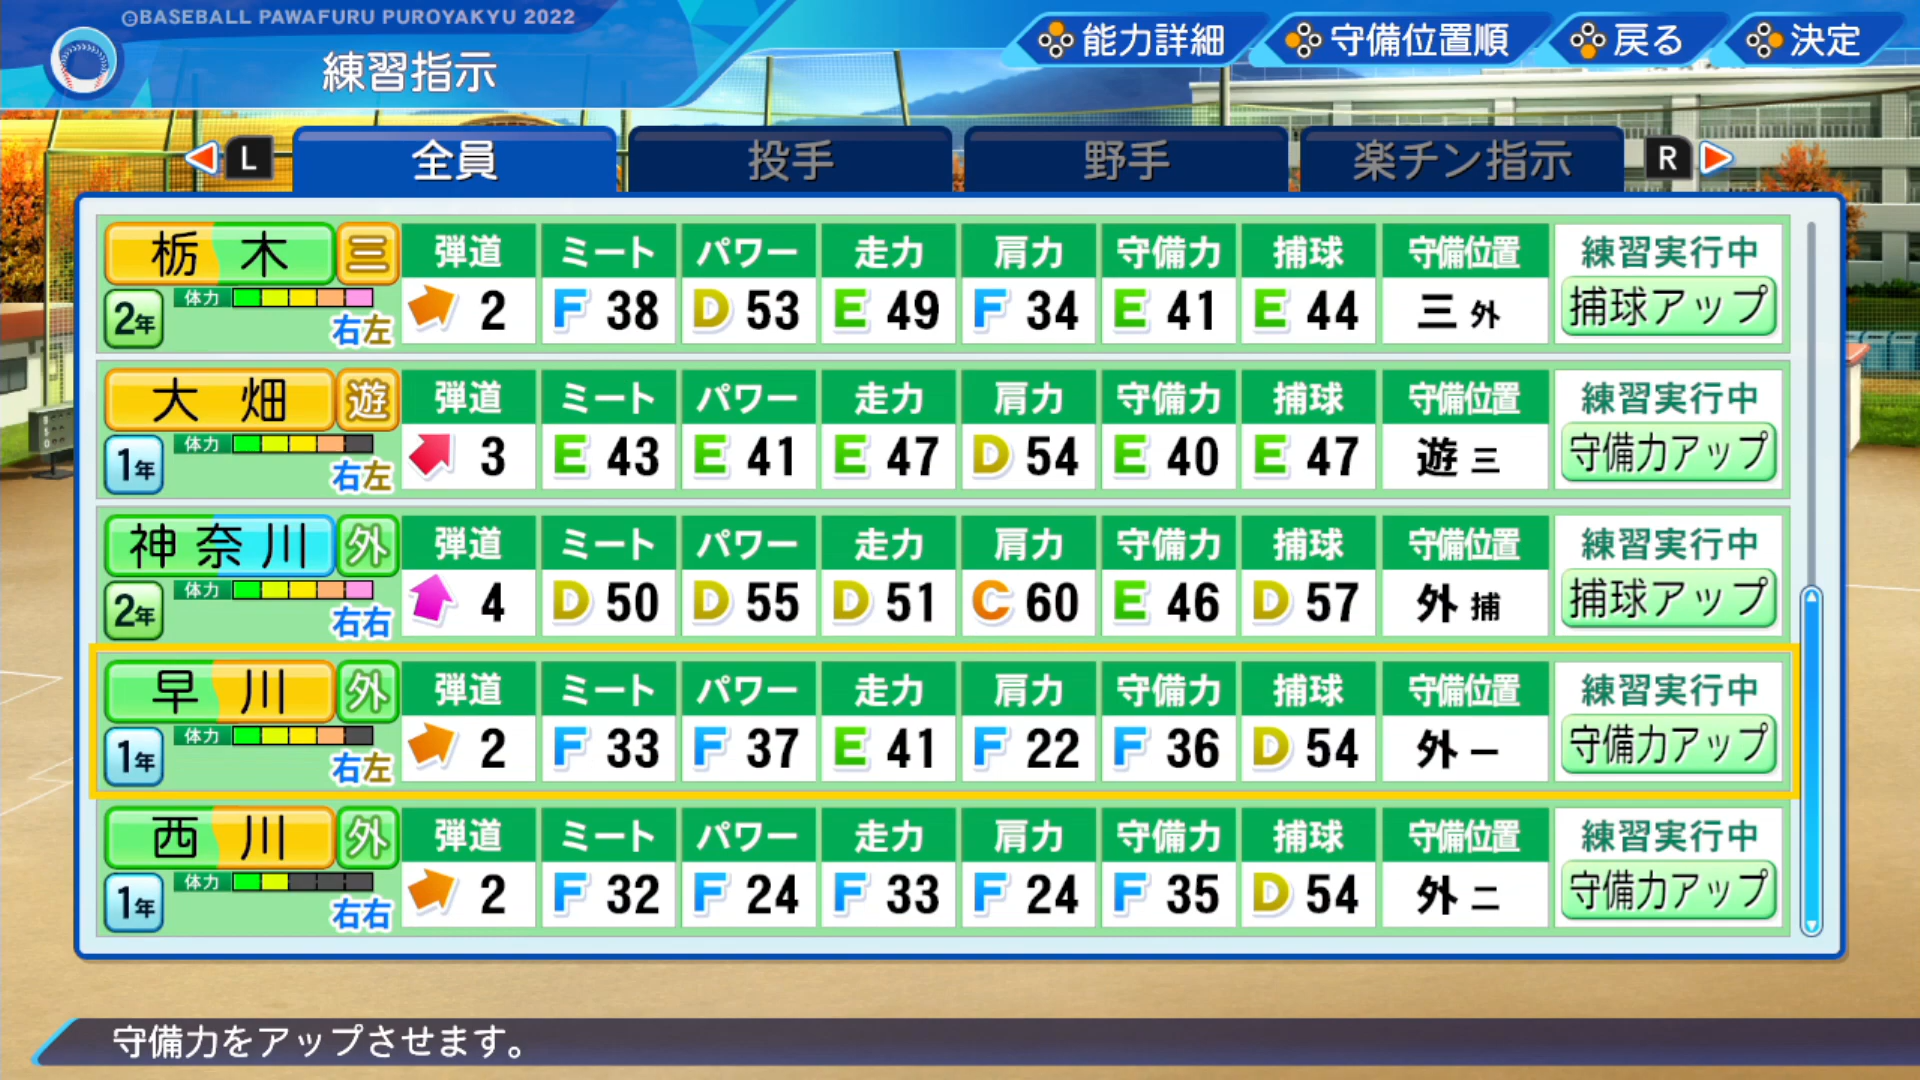 ©BASEBALL PAWAFURU PUROYAKYU 2022
練習指示
能力詳細 守備位置順 戻る 決定
L 全員 投手 野手 楽チン指示 R
栃木 三 弾道 ミート パワー 走力 肩力 守備力 捕球 守備位置 練習実行中
2年 体力 右左 2 F 38 D 53 E 49 F 34 E 41 E 44 三 外 捕球アップ
大畑 遊 弾道 ミート パワー 走力 肩力 守備力 捕球 守備位置 練習実行中
1年 体力 右左 3 E 43 E 41 E 47 D 54 E 40 E 47 遊 三 守備力アップ
神奈川 外 弾道 ミート パワー 走力 肩力 守備力 捕球 守備位置 練習実行中
2年 体力 右右 4 D 50 D 55 D 51 C 60 E 46 D 57 外 捕 捕球アップ
早川 外 弾道 ミート パワー 走力 肩力 守備力 捕球 守備位置 練習実行中
1年 体力 右左 2 F 33 F 37 E 41 F 22 F 36 D 54 外 一 守備力アップ
西川 外 弾道 ミート パワー 走力 肩力 守備力 捕球 守備位置 練習実行中
1年 体力 右右 2 F 32 F 24 F 33 F 24 F 35 D 54 外 二 守備力アップ
守備力をアップさせます。